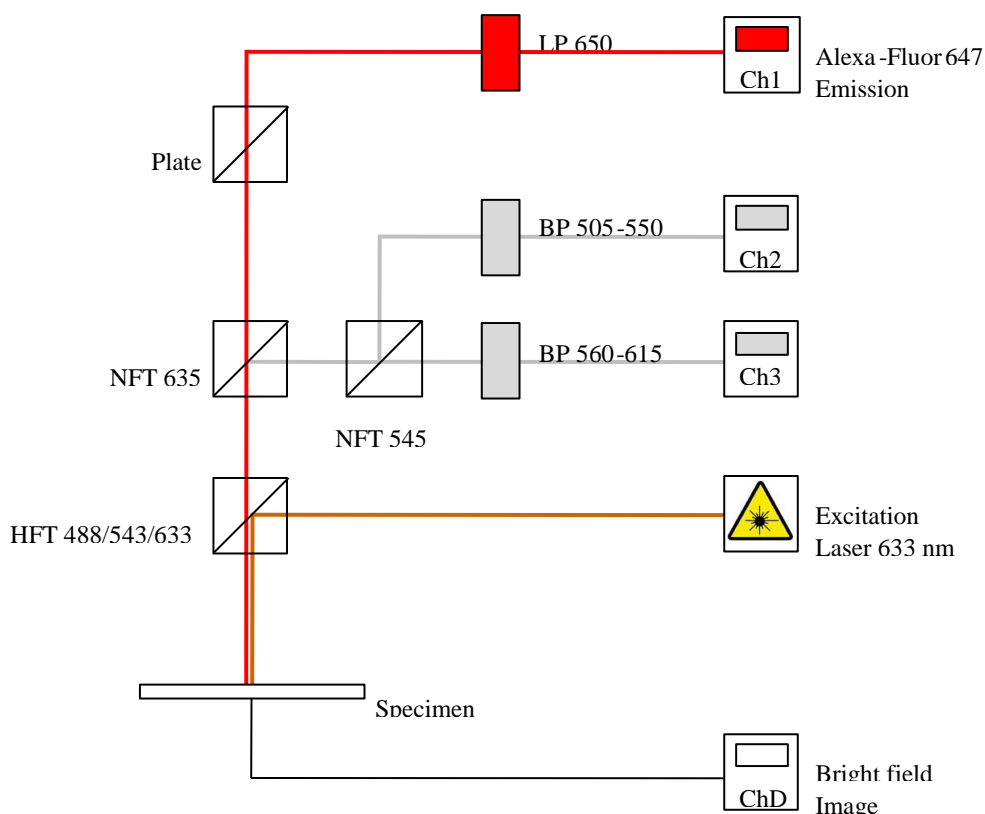 LP 650
Ch1
Alexa-Fluor 647
Emission
Plate
BP 505-550
Ch2
NFT 635
BP 560-615
Ch3
NFT 545
HFT 488/543/633
Excitation
Laser 633 nm
Specimen
ChD
Bright field
Image